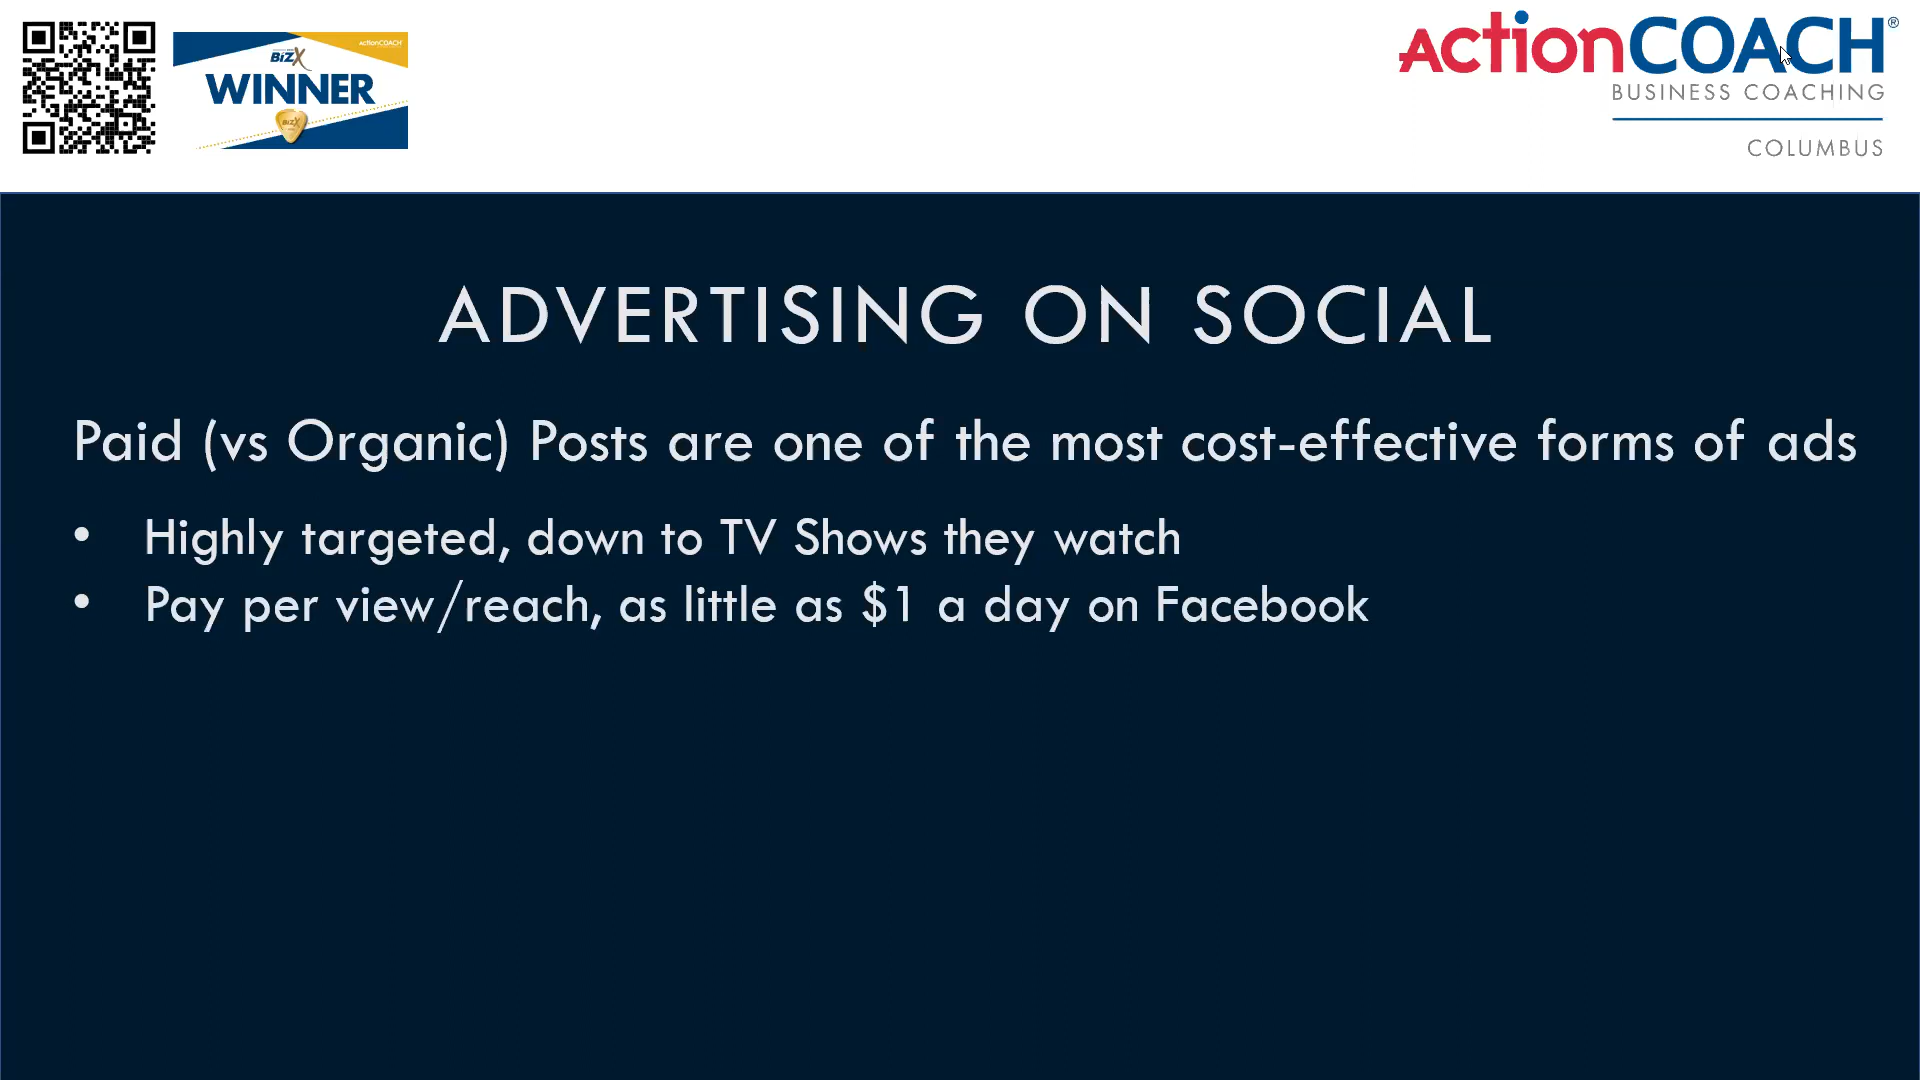 BizX
ActionCOACH
WINNER
BizX
ActionCOACH®
BUSINESS COACHING
COLUMBUS
ADVERTISING ON SOCIAL
Paid (vs Organic) Posts are one of the most cost-effective forms of ads
• Highly targeted, down to TV Shows they watch
• Pay per view/reach, as little as $1 a day on Facebook